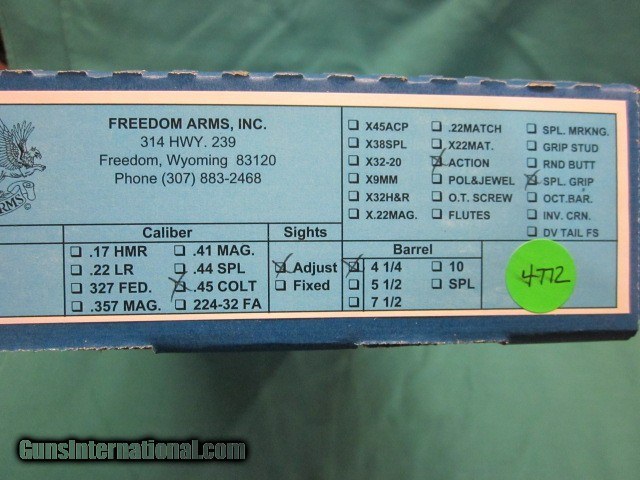 FREEDOM ARMS, INC.
314 HWY. 239
Freedom, Wyoming 83120
Phone (307) 883-2468
ARMS
X45ACP
X38SPL
X32-20
X9MM
X32H&R
X.22MAG.
.22MATCH
X22MAT.
ACTION
POL&JEWEL
O.T. SCREW
FLUTES
SPL. MRKNG.
GRIP STUD
RND BUTT
SPL. GRIP
OCT.BAR.
INV. CRN.
DV TAIL FS
Caliber
.17 HMR
.22 LR
327 FED.
.357 MAG.
.41 MAG.
.44 SPL
.45 COLT
224-32 FA
Sights
Adjust
Fixed
Barrel
4 1/4
5 1/2
7 1/2
10
SPL
4772
GunsInternational.com